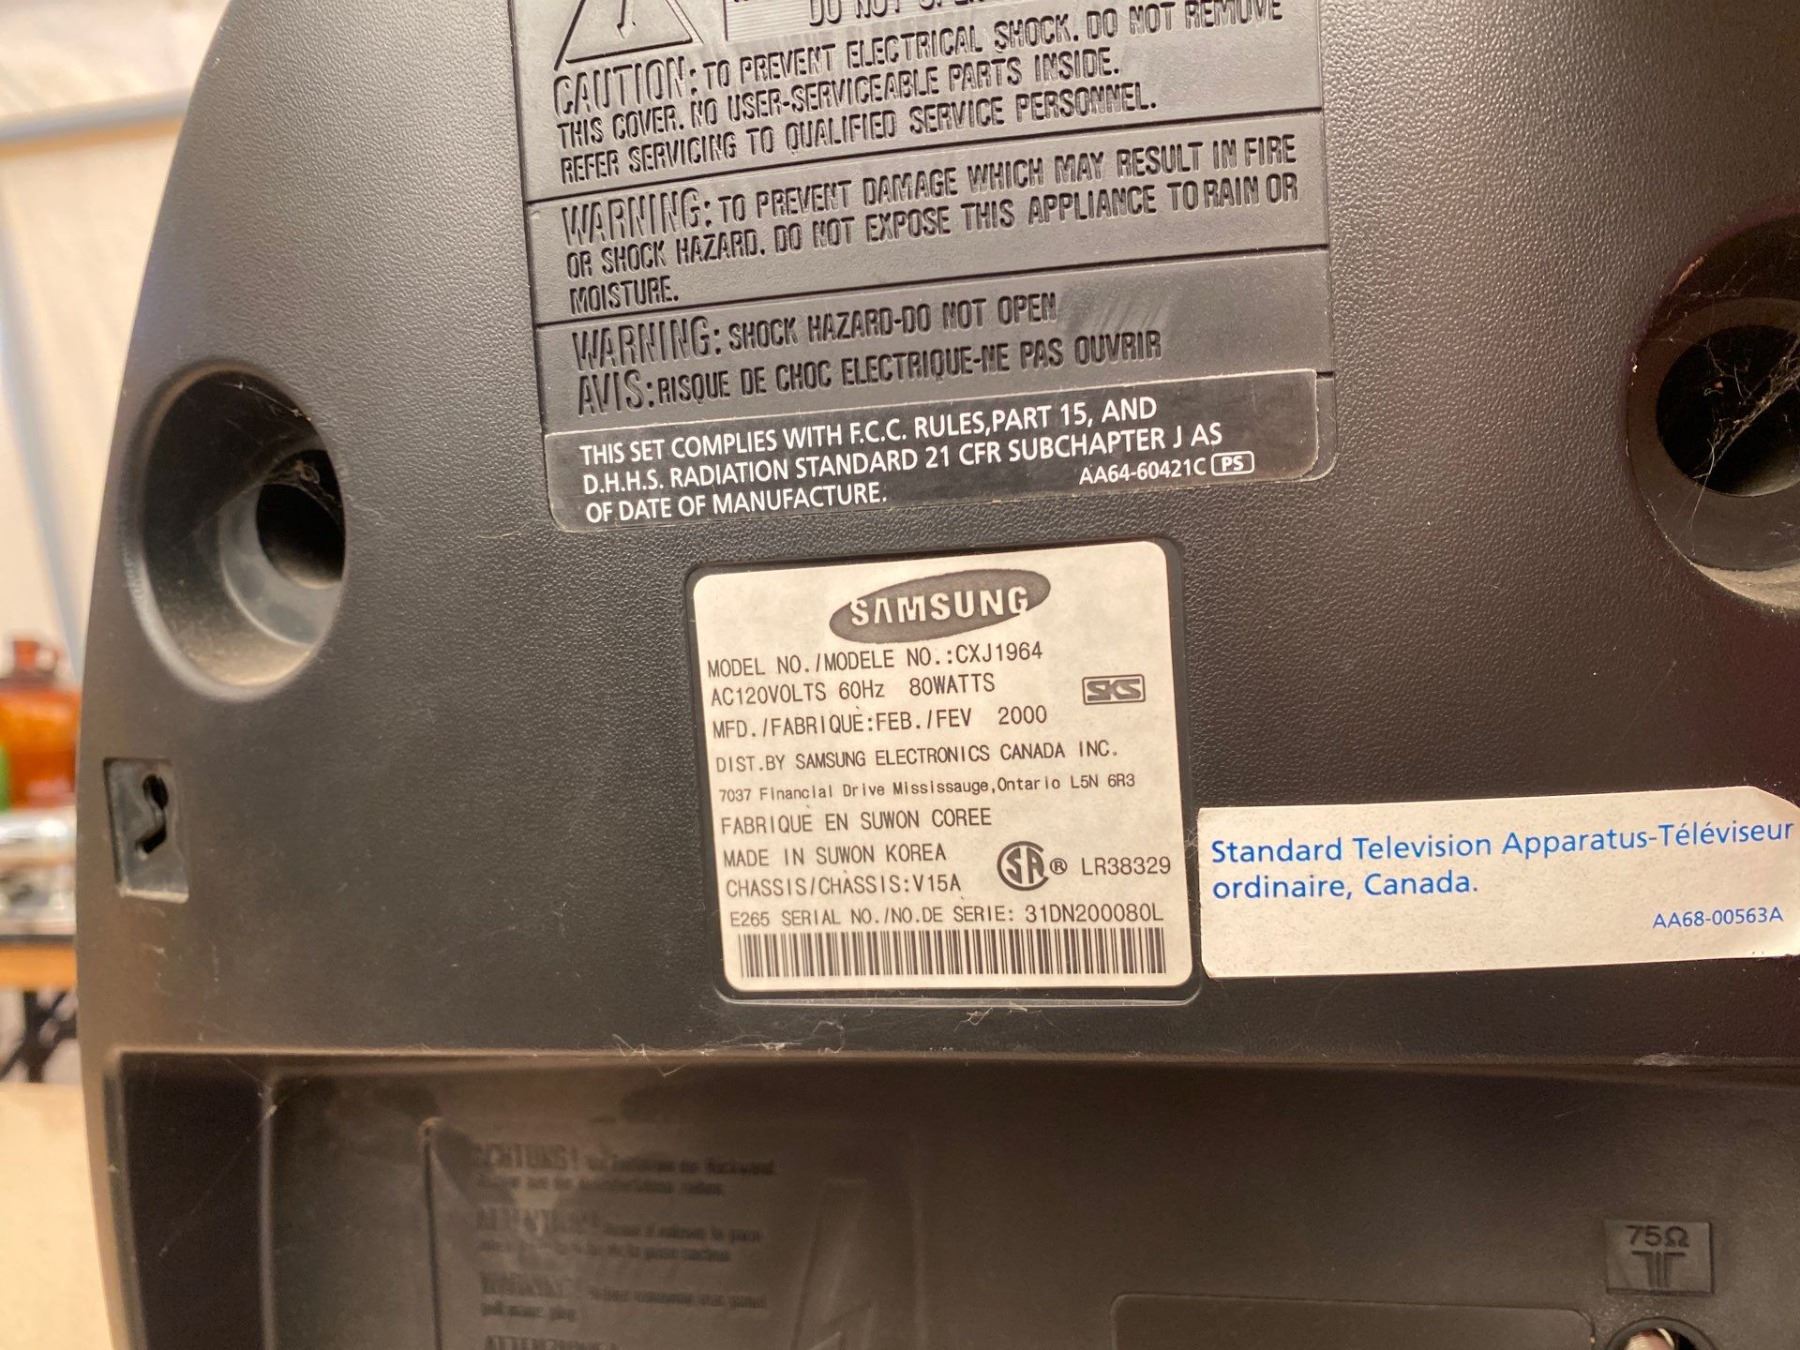 DO NOT
CAUTION: TO PREVENT ELECTRICAL SHOCK. DO NOT REMOVE
THIS COVER. NO USER-SERVICEABLE PARTS INSIDE.
REFER SERVICING TO QUALIFIED SERVICE PERSONNEL.
WARNING: TO PREVENT DAMAGE WHICH MAY RESULT IN FIRE
OR SHOCK HAZARD. DO NOT EXPOSE THIS APPLIANCE TO RAIN OR
MOISTURE.
WARNING: SHOCK HAZARD-DO NOT OPEN
AVIS: RISQUE DE CHOC ELECTRIQUE-NE PAS OUVRIR
THIS SET COMPLIES WITH F.C.C. RULES,PART 15, AND
D.H.H.S. RADIATION STANDARD 21 CFR SUBCHAPTER J AS
OF DATE OF MANUFACTURE. AA64-60421C PS
SAMSUNG
MODEL NO./MODELE NO.:CXJ1964
AC120VOLTS 60Hz 80WATTS SKS
MFD./FABRIQUÈ:FEB./FEV 2000
DIST.BY SAMSUNG ELECTRONICS CANADA INC.
7037 Financial Drive Mississauge,Ontario L5N 6R3
FABRIQUÈ EN SUWON COREE
MADE IN SUWON KOREA
CHASSIS/CHÀSSIS:V15A SA ® LR38329
E265 SERIAL NO./NO.DE SERIE: 31DN200080L
Standard Television Apparatus-Téléviseur
ordinaire, Canada.
AA68-00563A
75Ω